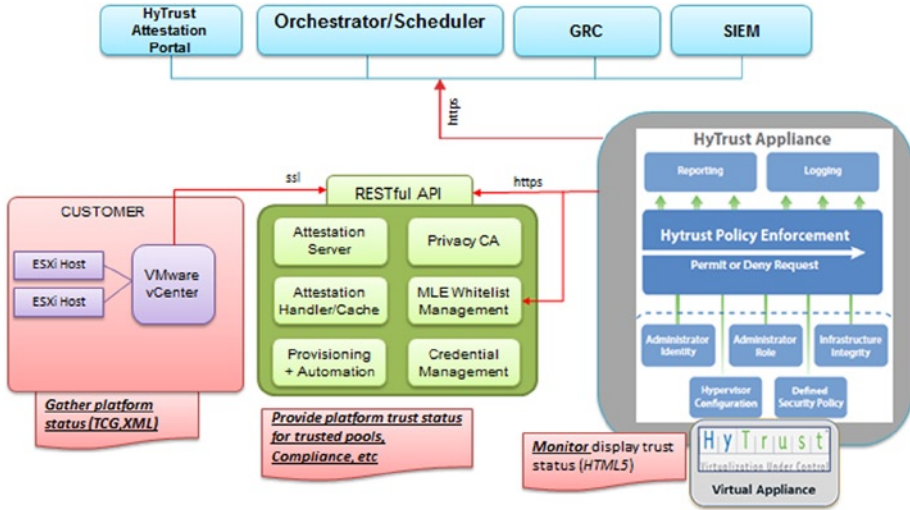 HyTrust
Attestation
Portal
Orchestrator/Scheduler
GRC
SIEM
https
HyTrust Appliance
Reporting
Logging
Hytrust Policy Enforcement
Permit or Deny Request
Administrator
Identity
Administrator
Role
Infrastructure
Integrity
Hypervisor
Configuration
Defined
Security Policy
HyTrust
Virtualization Under Control
Virtual Appliance
ssl
https
RESTful API
CUSTOMER
ESXi Host
ESXi Host
VMware
vCenter
Attestation
Server
Privacy CA
Attestation
Handler/Cache
MLE Whitelist
Management
Provisioning
+ Automation
Credential
Management
Gather platform
status (TCG,XML)
Provide platform trust status
for trusted pools,
Compliance, etc
Monitor display trust
status (HTML5)